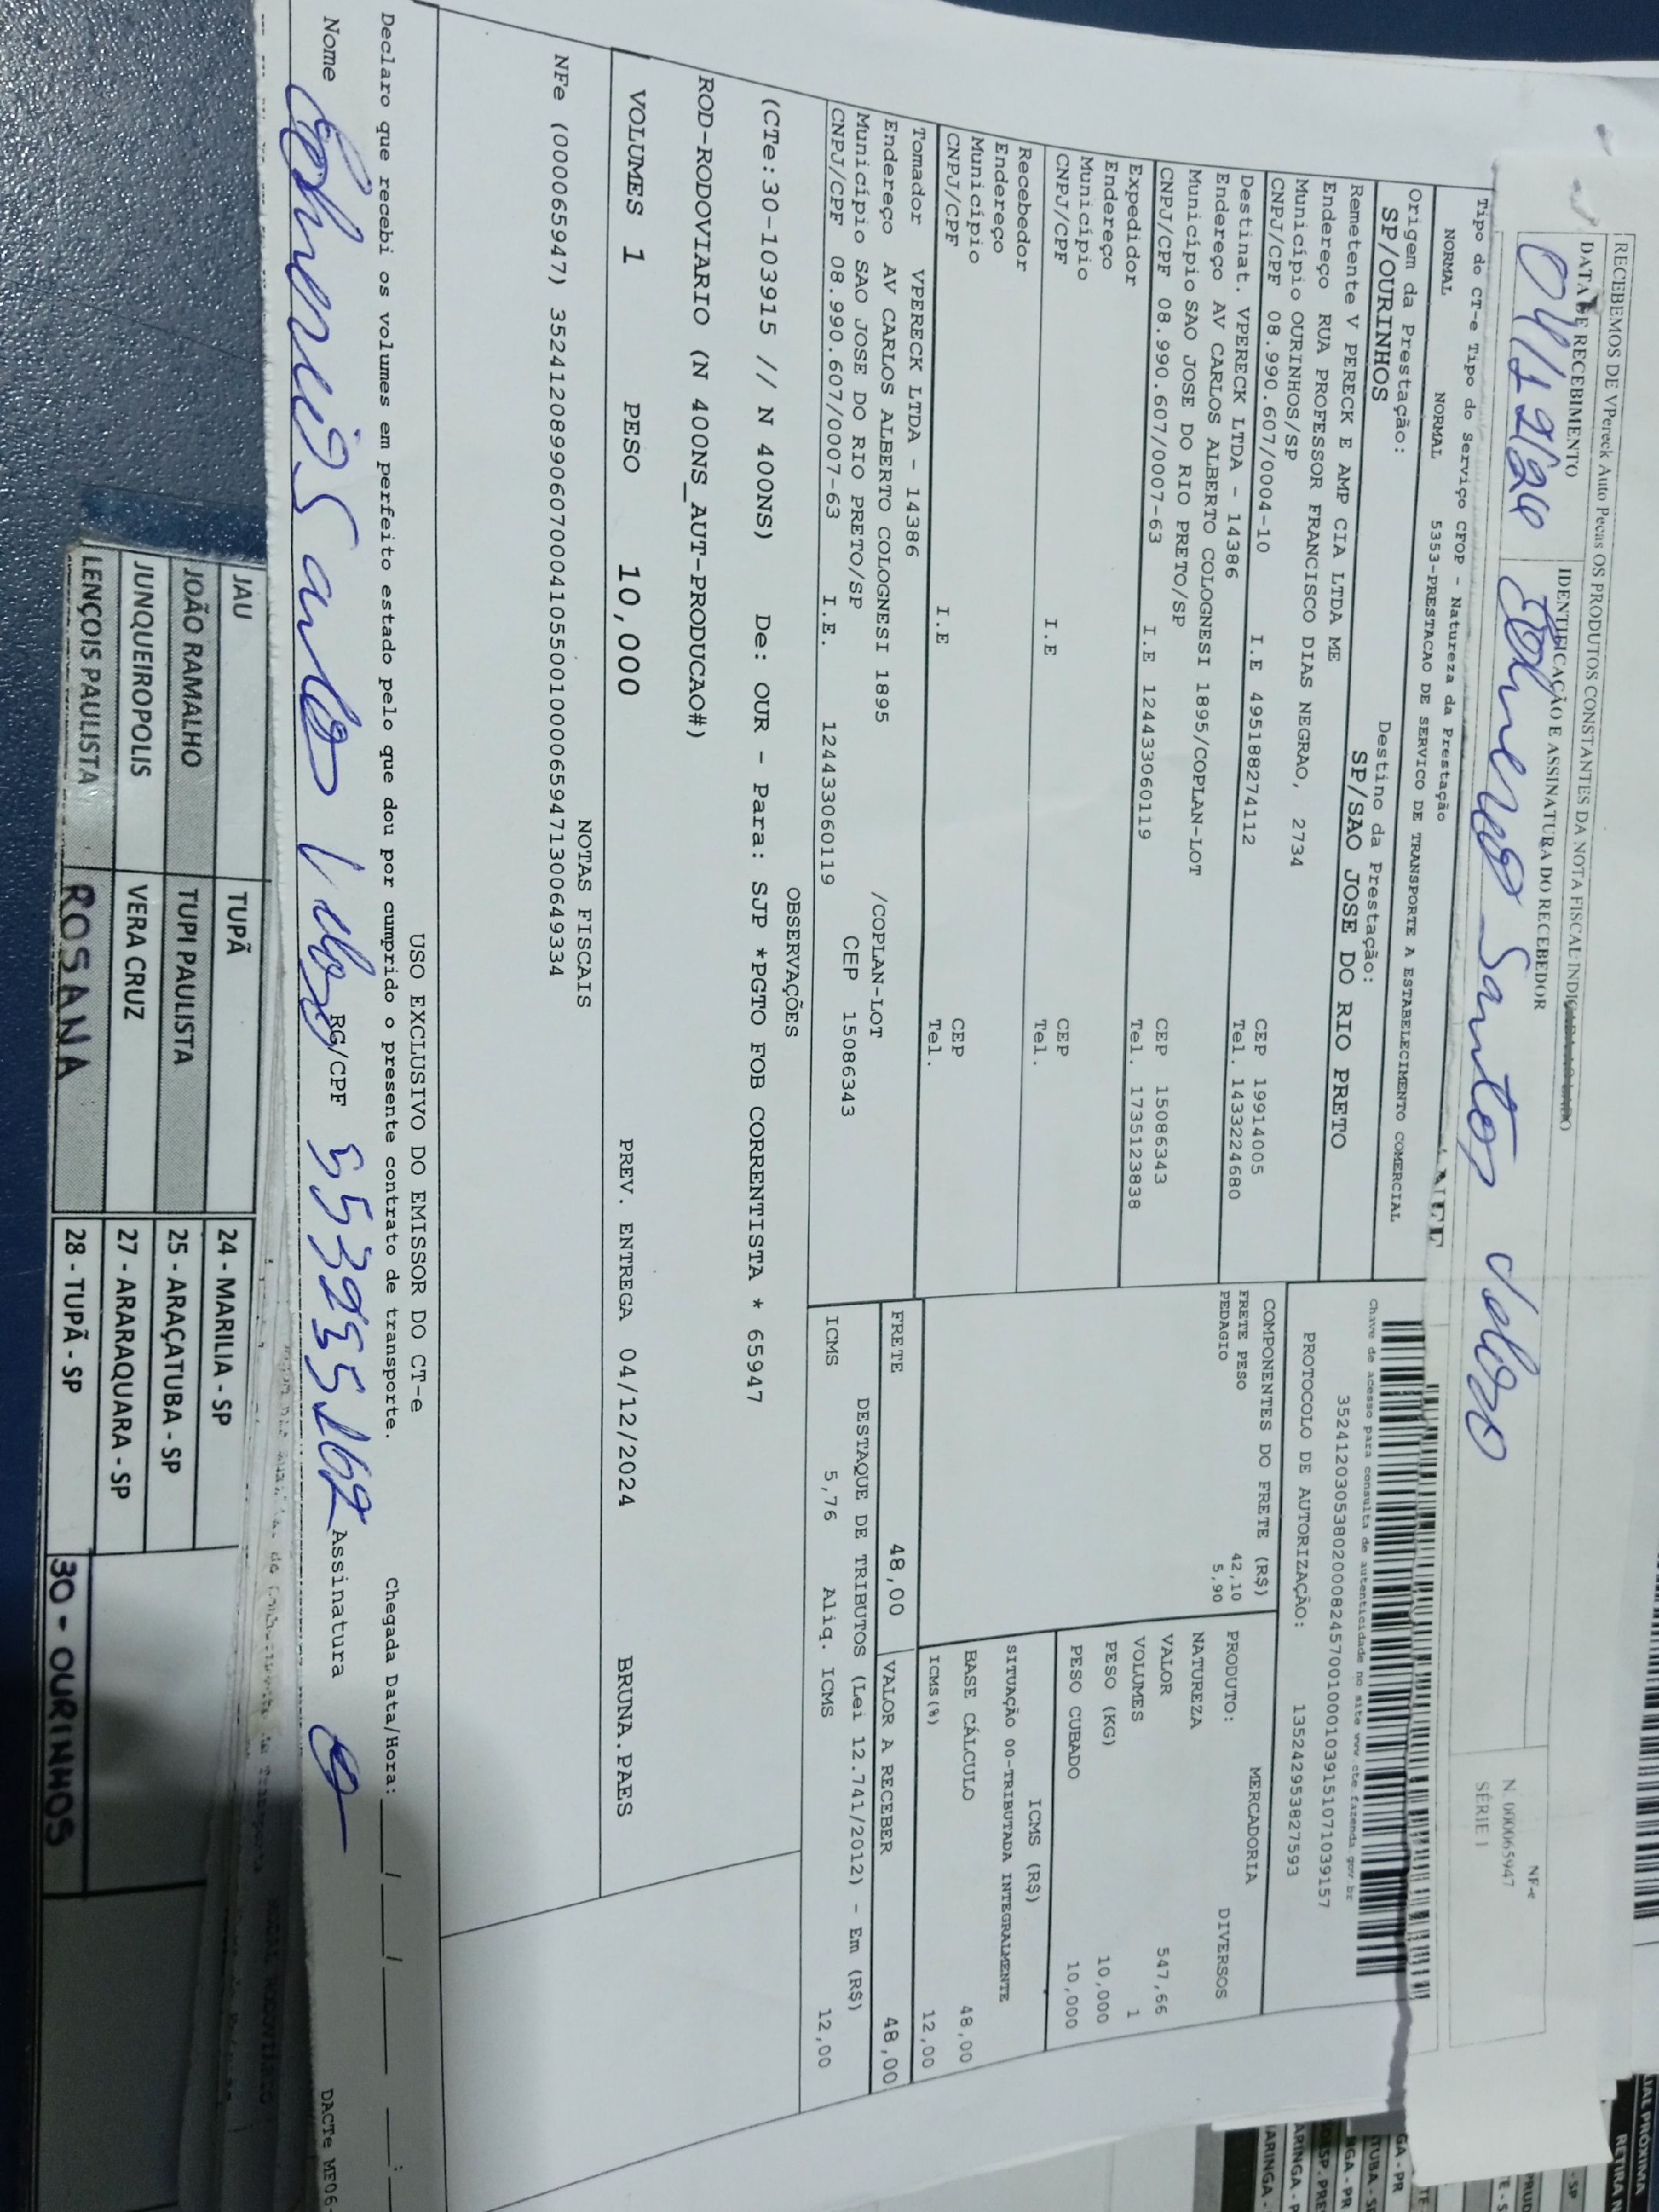 RECEBEMOS DE VPereck Auto Pecas OS PRODUTOS CONSTANTES DA NOTA FISCAL INDICADA AO LADO
DATA DE RECEBIMENTO IDENTIFICAÇÃO E ASSINATURA DO RECEBEDOR
04/12/24 Santos
NF-e
N. 000065947
SÉRIE 1
Tipo do CT-e Tipo do Serviço CFOP - Natureza da Prestação
NORMAL NORMAL 5353-PRESTACAO DE SERVICO DE TRANSPORTE A ESTABELECIMENTO COMERCIAL
Origem da Prestação: Destino da Prestação:
SP/OURINHOS SP/SAO JOSE DO RIO PRETO
Remetente V PERECK E AMP CIA LTDA ME
Endereço RUA PROFESSOR FRANCISCO DIAS NEGRAO, 2734
Município OURINHOS/SP CEP 19914005
CNPJ/CPF 08.990.607/0004-10 I.E 495188274112 Tel. 1433224680
Destinat. VPERECK LTDA - 14386
Endereço AV CARLOS ALBERTO COLOGNESI 1895/COPLAN-LOT
Município SAO JOSE DO RIO PRETO/SP CEP 15086343
CNPJ/CPF 08.990.607/0007-63 I.E 124433060119 Tel. 1735123838
Expedidor
Endereço
Município CEP
CNPJ/CPF I.E Tel.
Recebedor
Endereço
Município CEP
CNPJ/CPF I.E Tel.
Tomador VPERECK LTDA - 14386
Endereço AV CARLOS ALBERTO COLOGNESI 1895 /COPLAN-LOT
Município SAO JOSE DO RIO PRETO/SP CEP 15086343
CNPJ/CPF 08.990.607/0007-63 I.E. 124433060119
Chave de acesso para consulta de autenticidade no site www.cte.fazenda.gov.br
35241203053802000824570010001039151071039157
PROTOCOLO DE AUTORIZAÇÃO: 135242953827593
COMPONENTES DO FRETE (R$)
FRETE PESO 42,10
PEDAGIO 5,90
MERCADORIA
PRODUTO: DIVERSOS
NATUREZA
VALOR 547,66
VOLUMES 1
PESO (KG) 10,000
PESO CUBADO 10,000
ICMS (R$)
SITUAÇÃO 00-TRIBUTADA INTEGRALMENTE
BASE CÁLCULO 48,00
ICMS(%) 12,00
FRETE 48,00 VALOR A RECEBER 48,00
DESTAQUE DE TRIBUTOS (Lei 12.741/2012) - Em (R$)
ICMS 5,76 Aliq. ICMS 12,00
OBSERVAÇÕES
(CTe:30-103915 // N 400NS) De: OUR - Para: SJP *PGTO FOB CORRENTISTA * 65947
ROD-RODOVIARIO (N 400NS_AUT-PRODUCAO#)
VOLUMES 1 PESO 10,000 PREV. ENTREGA 04/12/2024 BRUNA.PAES
NOTAS FISCAIS
NFe (000065947) 35241208990607000410550010000659471300649334
USO EXCLUSIVO DO EMISSOR DO CT-e
Declaro que recebi os volumes em perfeito estado pelo que dou por cumprido o presente contrato de transporte. Chegada Data/Hora: ___/___/_____ ___:___
Nome RG/CPF Assinatura
DACTe MF06-
JAU TUPÃ 24 - MARILIA - SP
JOÃO RAMALHO TUPI PAULISTA 25 - ARAÇATUBA - SP
JUNQUEIROPOLIS VERA CRUZ 27 - ARARAQUARA - SP
LENÇOIS PAULISTA ROSANA 28 - TUPÃ - SP 30 - OURINHOS